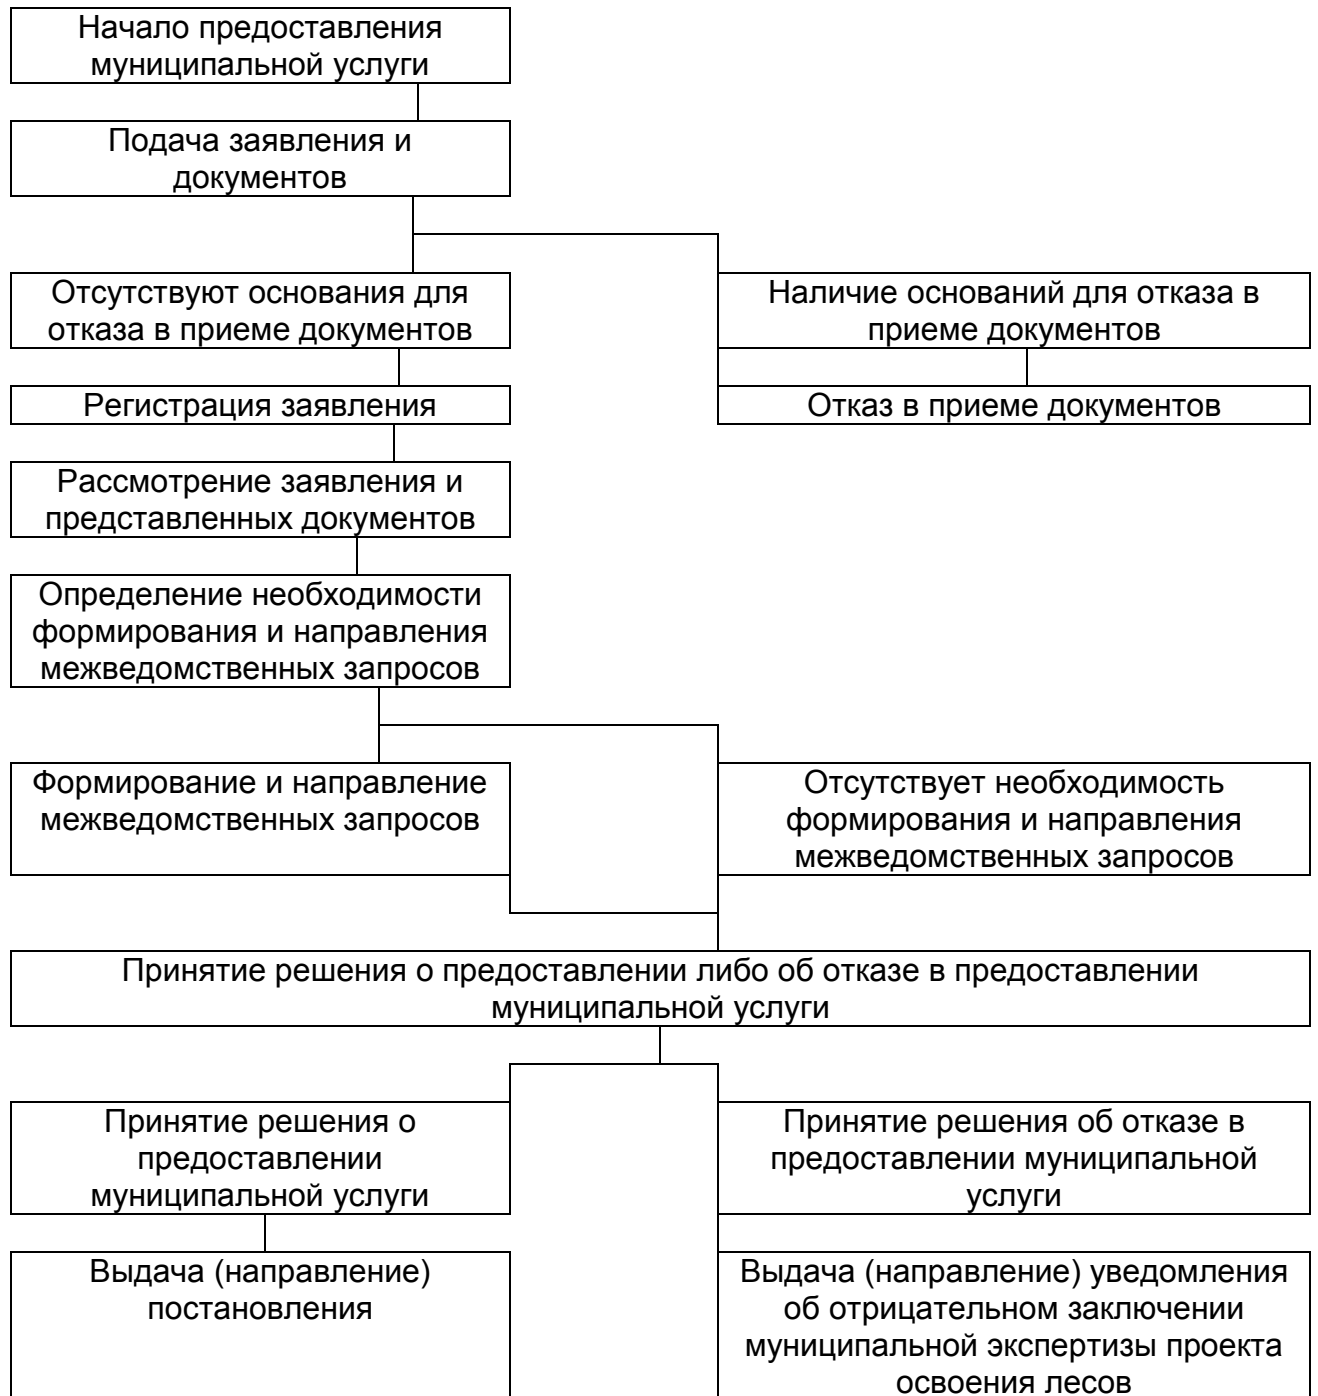 Начало предоставления
муниципальной услуги
Подача заявления и
документов
Отсутствуют основания для
отказа в приеме документов
Наличие оснований для отказа в
приеме документов
Регистрация заявления
Отказ в приеме документов
Рассмотрение заявления и
представленных документов
Определение необходимости
формирования и направления
межведомственных запросов
Формирование и направление
межведомственных запросов
Отсутствует необходимость
формирования и направления
межведомственных запросов
Принятие решения о предоставлении либо об отказе в предоставлении
муниципальной услуги
Принятие решения о
предоставлении
муниципальной услуги
Принятие решения об отказе в
предоставлении муниципальной
услуги
Выдача (направление)
постановления
Выдача (направление) уведомления
об отрицательном заключении
муниципальной экспертизы проекта
освоения лесов